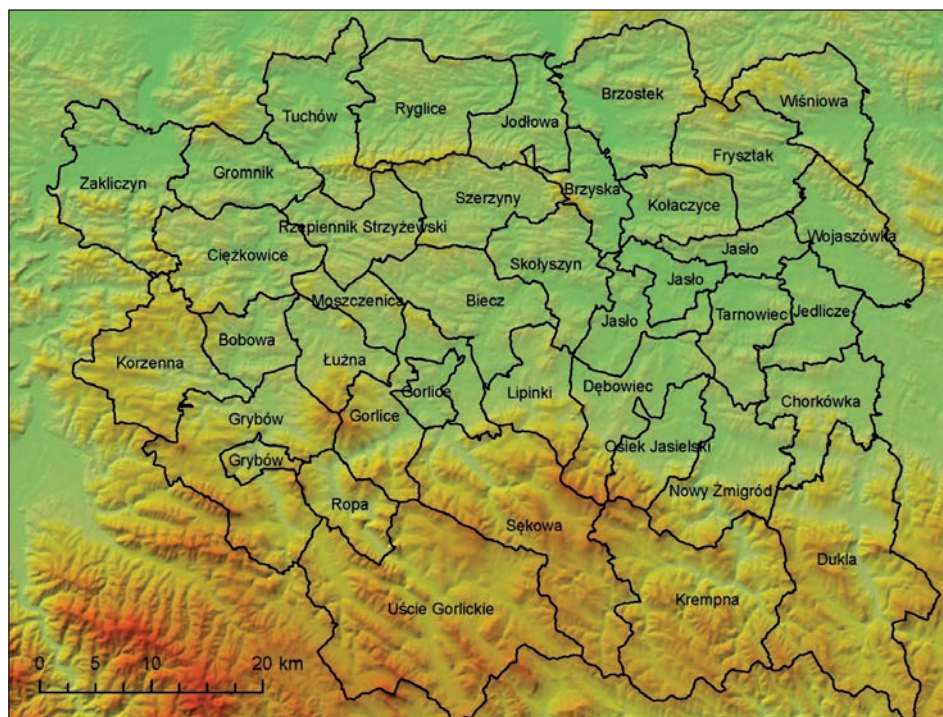 Brzostek
Wiśniowa
Tuchów
Ryglice
Jodłowa
Frysztak
Zakliczyn
Gromnik
Szerzyny
Brzyska
Kołaczyce
Rzepiennik Strzyżewski
Wojaszówka
Ciężkowice
Skołyszyn
Jasło
Jasło
Moszczenica
Biecz
Jasło
Tarnowiec
Jedlicze
Korzenna
Bobowa
Łużna
Gorlice
Lipinki
Dębowiec
Chorkówka
Grybów
Gorlice
Osiek Jasielski
Grybów
Ropa
Nowy Żmigród
Sękowa
Dukla
Uście Gorlickie
Krempna
0 5 10 20 km